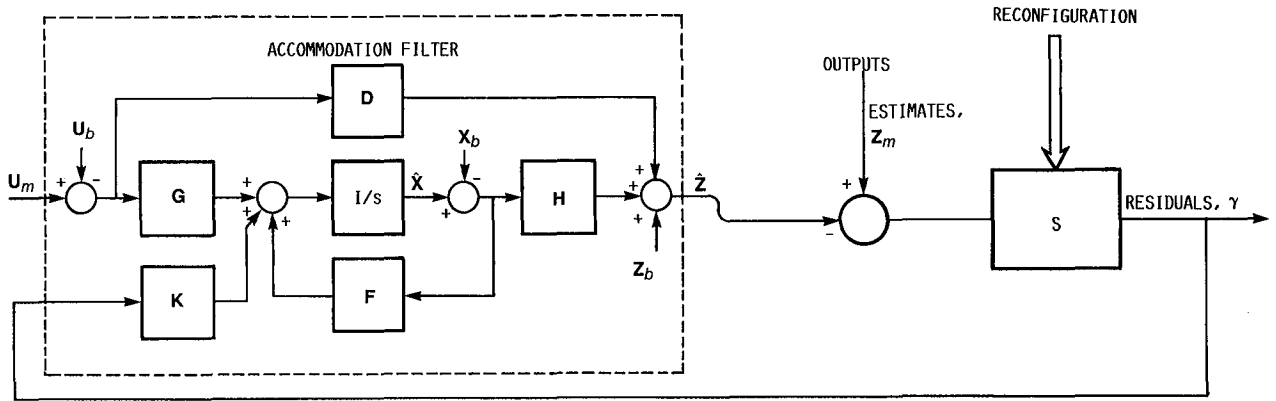 RECONFIGURATION
ACCOMMODATION FILTER
OUTPUTS
ESTIMATES,
Z_m
D
U_b
X_b
U_m
+
-
G
+
+
+
I/s
X̂
-
+
H
+
+
+
Ẑ
+
-
S
RESIDUALS, γ
Z_b
K
F